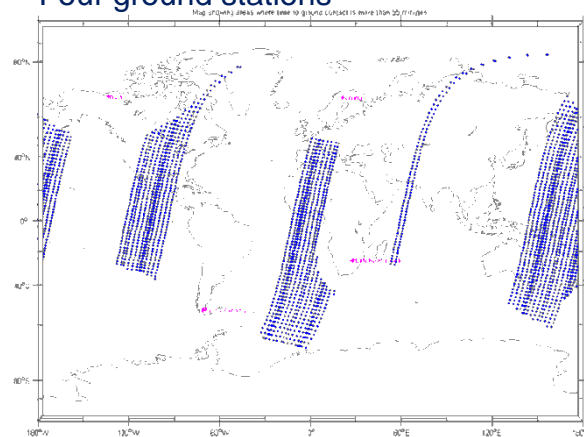 Four ground stations
Map showing areas where time to ground contact is more than 55 minutes
80°N
40°N
0°
40°S
80°S
180°W
120°W
60°W
0°
60°E
120°E